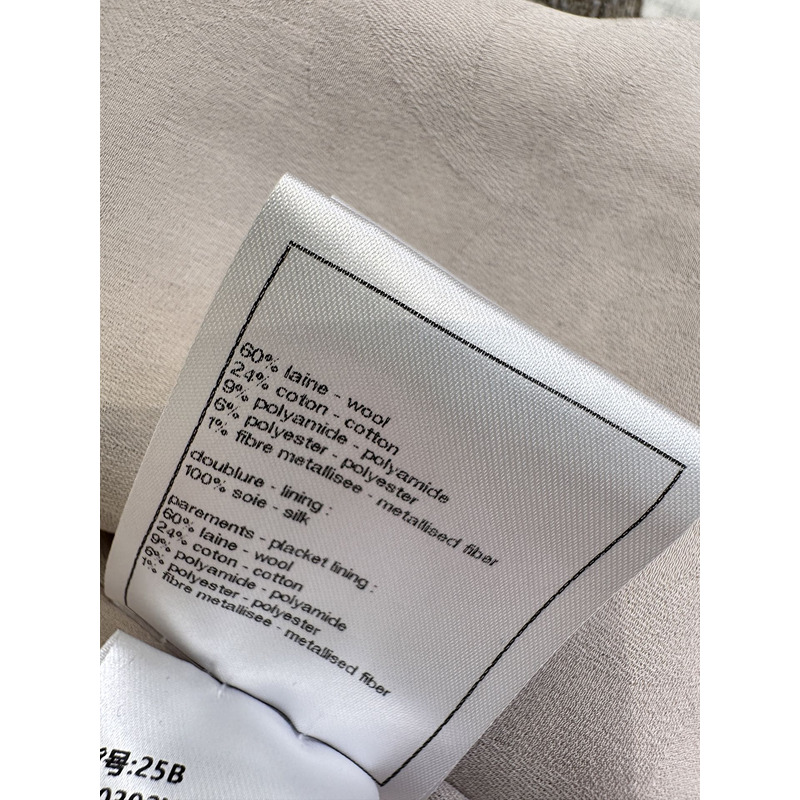 60% laine - wool
24% coton - cotton
9% polyamide - polyamide
6% polyester - polyester
1% fibre metallisee - metallised fiber
doublure - lining :
100% soie - silk
parements - placket lining :
60% laine - wool
24% coton - cotton
9% polyamide - polyamide
6% polyester - polyester
1% fibre metallisee - metallised fiber
号:25B